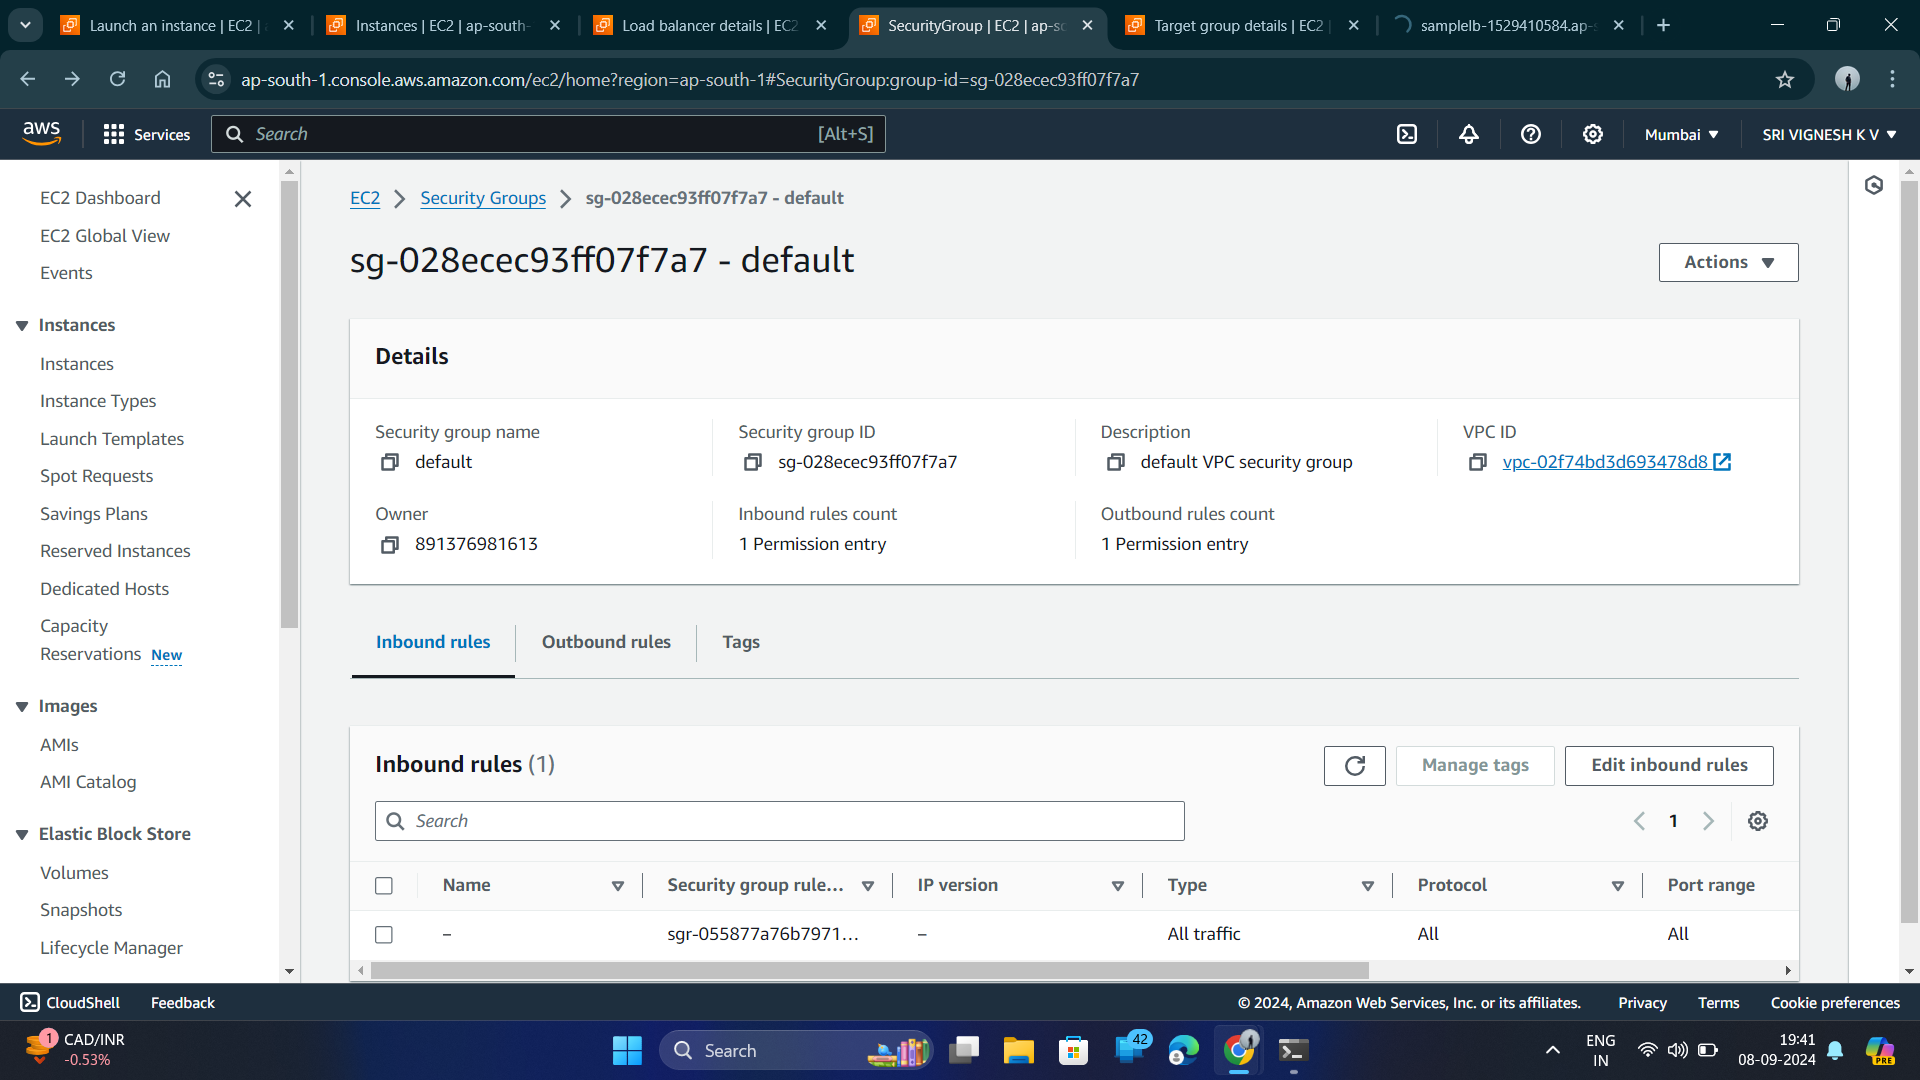 Launch an instance | EC2 | a
Instances | EC2 | ap-south-
Load balancer details | EC2
SecurityGroup | EC2 | ap-so
Target group details | EC2 |
samplelb-1529410584.ap-s
ap-south-1.console.aws.amazon.com/ec2/home?region=ap-south-1#SecurityGroup:group-id=sg-028ecec93ff07f7a7
aws
Services
Search
[Alt+S]
Mumbai
SRI VIGNESH K V
EC2 Dashboard
EC2 Global View
Events
Instances
Instances
Instance Types
Launch Templates
Spot Requests
Savings Plans
Reserved Instances
Dedicated Hosts
Capacity
Reservations New
Images
AMIs
AMI Catalog
Elastic Block Store
Volumes
Snapshots
Lifecycle Manager
EC2 > Security Groups > sg-028ecec93ff07f7a7 - default
sg-028ecec93ff07f7a7 - default
Actions
Details
Security group name
default
Security group ID
sg-028ecec93ff07f7a7
Description
default VPC security group
VPC ID
vpc-02f74bd3d693478d8
Owner
891376981613
Inbound rules count
1 Permission entry
Outbound rules count
1 Permission entry
Inbound rules
Outbound rules
Tags
Inbound rules (1)
Manage tags
Edit inbound rules
Search
1
Name
Security group rule...
IP version
Type
Protocol
Port range
–
sgr-055877a76b7971...
–
All traffic
All
All
CloudShell
Feedback
© 2024, Amazon Web Services, Inc. or its affiliates.
Privacy
Terms
Cookie preferences
1
CAD/INR
-0.53%
Search
42
ENG
IN
19:41
08-09-2024
PRE